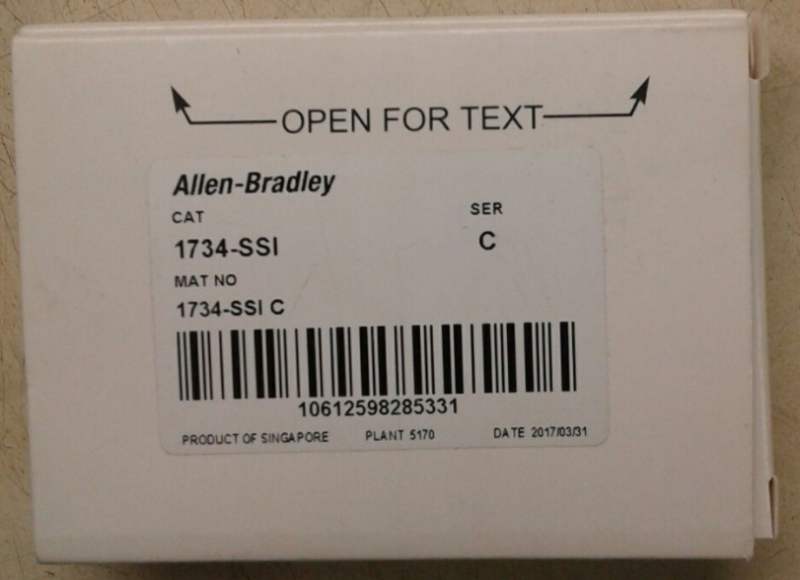 OPEN FOR TEXT
Allen-Bradley
CAT SER
1734-SSI C
MAT NO
1734-SSI C
10612598285331
PRODUCT OF SINGAPORE PLANT 5170 DATE 2017/03/31